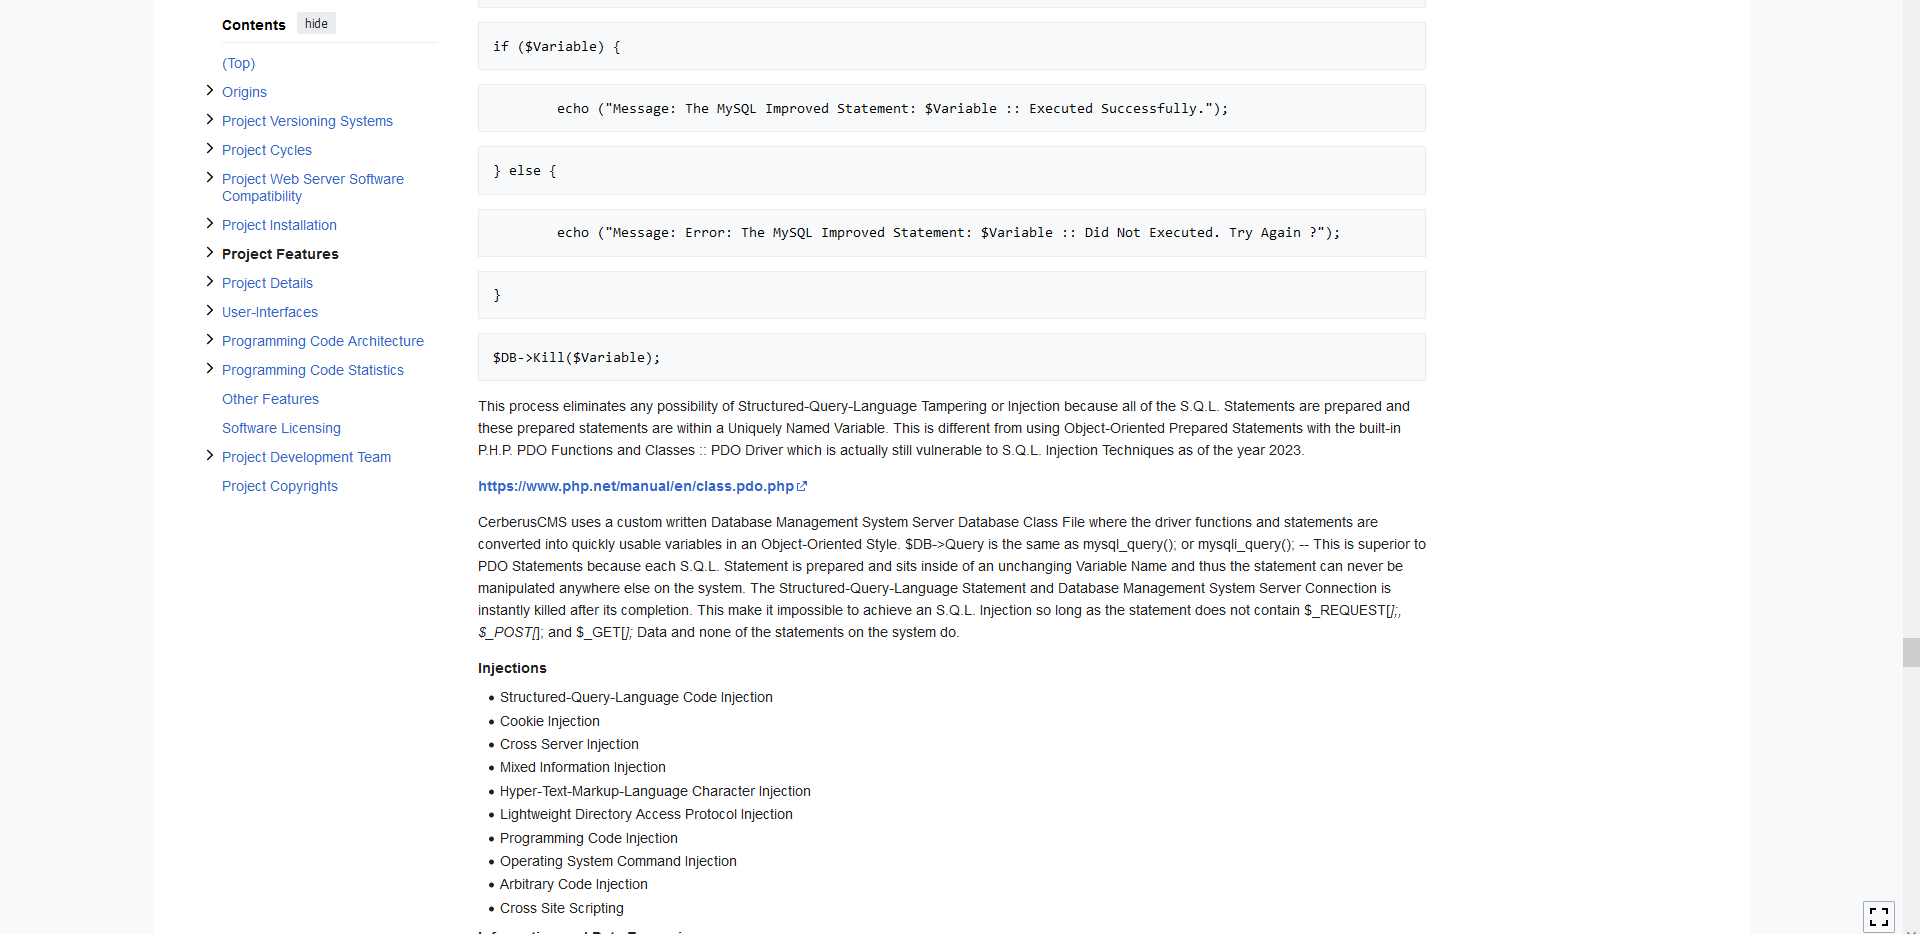 Contents hide
(Top)
Origins
Project Versioning Systems
Project Cycles
Project Web Server Software
Compatibility
Project Installation
Project Features
Project Details
User-Interfaces
Programming Code Architecture
Programming Code Statistics
Other Features
Software Licensing
Project Development Team
Project Copyrights
if ($Variable) {
echo ("Message: The MySQL Improved Statement: $Variable :: Executed Successfully.");
} else {
echo ("Message: Error: The MySQL Improved Statement: $Variable :: Did Not Executed. Try Again ?");
}
$DB->Kill($Variable);
This process eliminates any possibility of Structured-Query-Language Tampering or Injection because all of the S.Q.L. Statements are prepared and
these prepared statements are within a Uniquely Named Variable. This is different from using Object-Oriented Prepared Statements with the built-in
P.H.P. PDO Functions and Classes :: PDO Driver which is actually still vulnerable to S.Q.L. Injection Techniques as of the year 2023.
https://www.php.net/manual/en/class.pdo.php
CerberusCMS uses a custom written Database Management System Server Database Class File where the driver functions and statements are
converted into quickly usable variables in an Object-Oriented Style. $DB->Query is the same as mysql_query(); or mysqli_query(); -- This is superior to
PDO Statements because each S.Q.L. Statement is prepared and sits inside of an unchanging Variable Name and thus the statement can never be
manipulated anywhere else on the system. The Structured-Query-Language Statement and Database Management System Server Connection is
instantly killed after its completion. This make it impossible to achieve an S.Q.L. Injection so long as the statement does not contain $_REQUEST[];,
$_POST[]; and $_GET[]; Data and none of the statements on the system do.
Injections
• Structured-Query-Language Code Injection
• Cookie Injection
• Cross Server Injection
• Mixed Information Injection
• Hyper-Text-Markup-Language Character Injection
• Lightweight Directory Access Protocol Injection
• Programming Code Injection
• Operating System Command Injection
• Arbitrary Code Injection
• Cross Site Scripting